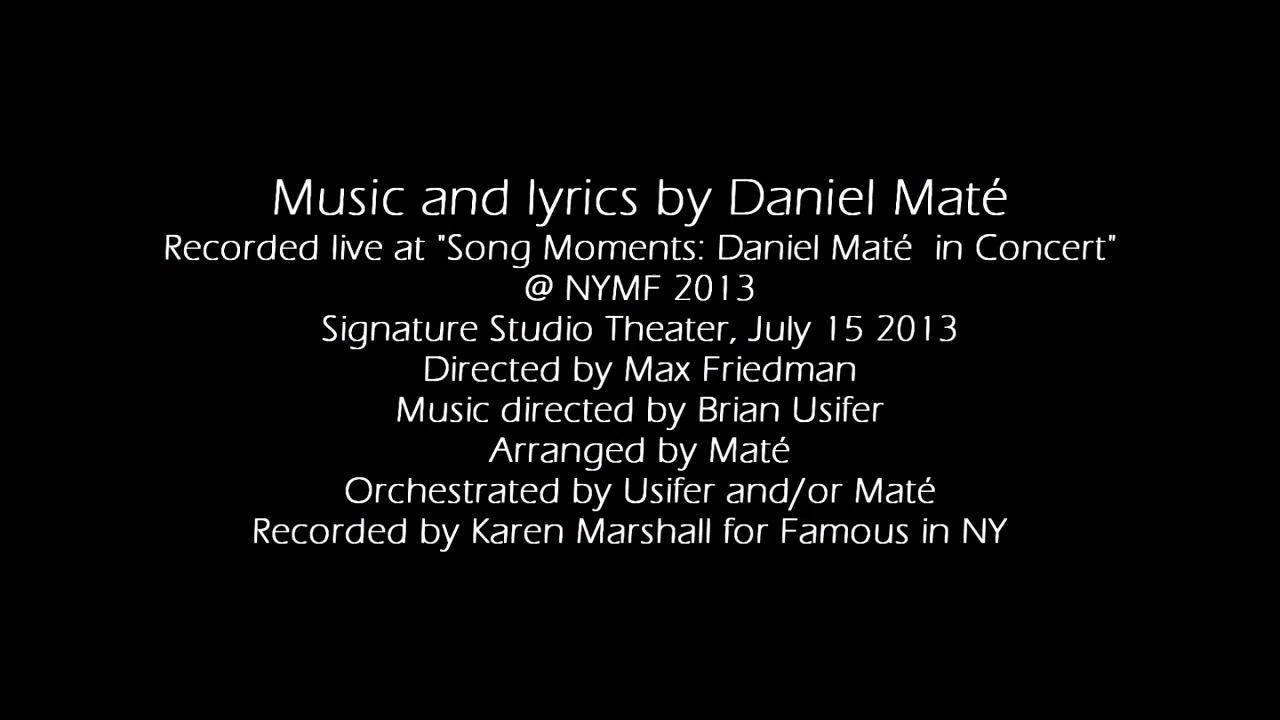 Music and lyrics by Daniel Maté
Recorded live at "Song Moments: Daniel Maté  in Concert"
@ NYMF 2013
Signature Studio Theater, July 15 2013
Directed by Max Friedman
Music directed by Brian Usifer
Arranged by Maté
Orchestrated by Usifer and/or Maté
Recorded by Karen Marshall for Famous in NY